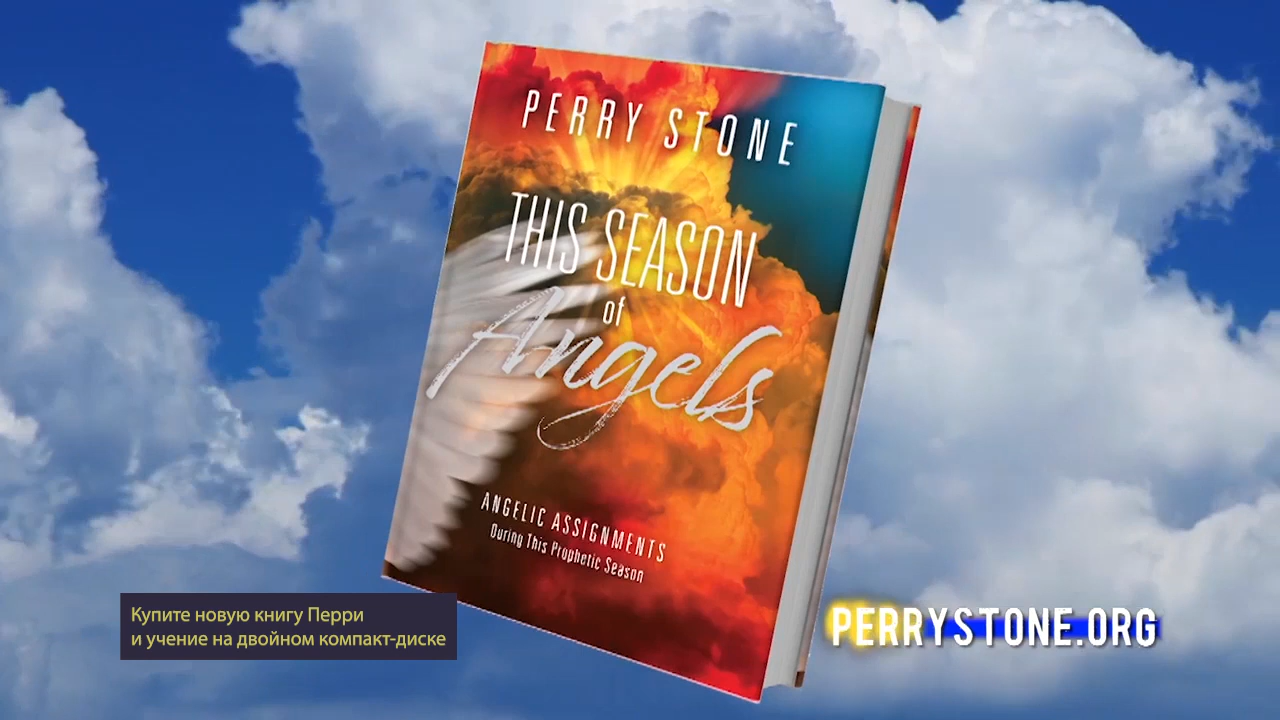 PERRY STONE
THIS SEASON
of
Angels
ANGELIC ASSIGNMENTS
During This Prophetic Season
Купите новую книгу Перри
и учение на двойном компакт-диске
PERRYSTONE.ORG